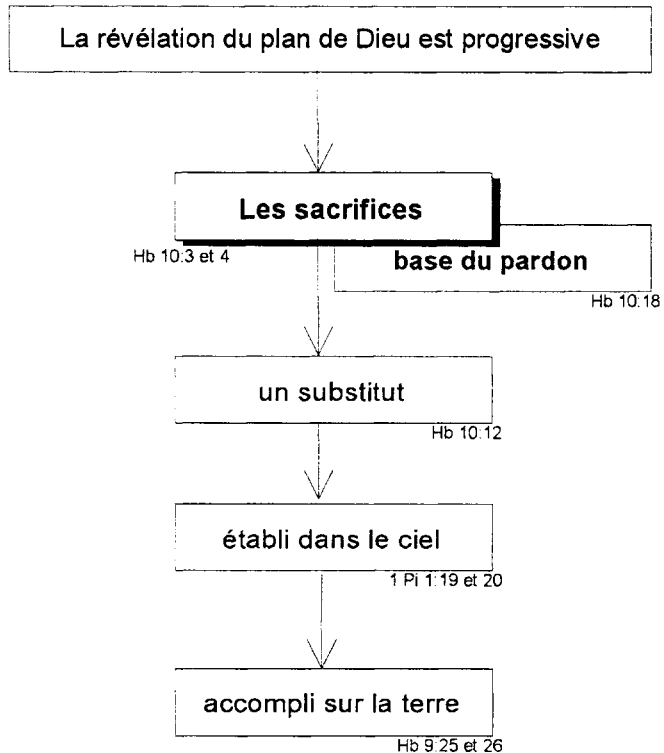 La révélation du plan de Dieu est progressive
Les sacrifices
Hb 10:3 et 4
base du pardon
Hb 10:18
un substitut
Hb 10:12
établi dans le ciel
1 Pi 1:19 et 20
accompli sur la terre
Hb 9:25 et 26